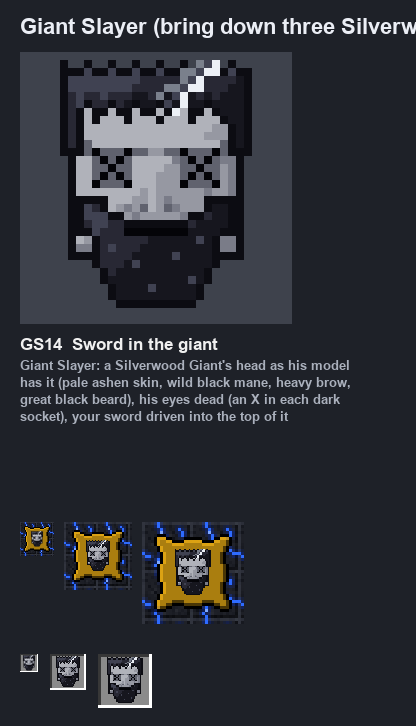 Giant Slayer (bring down three Silverw
GS14 Sword in the giant
Giant Slayer: a Silverwood Giant's head as his model
has it (pale ashen skin, wild black mane, heavy brow,
great black beard), his eyes dead (an X in each dark
socket), your sword driven into the top of it